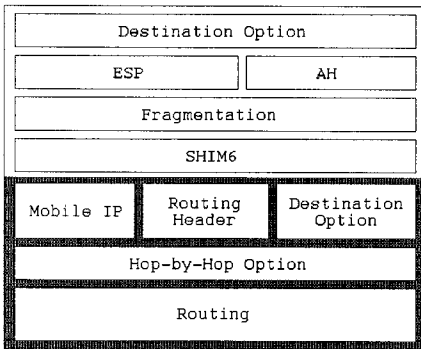 Destination Option
ESP AH
Fragmentation
SHIM6
Mobile IP Routing Header Destination Option
Hop-by-Hop Option
Routing